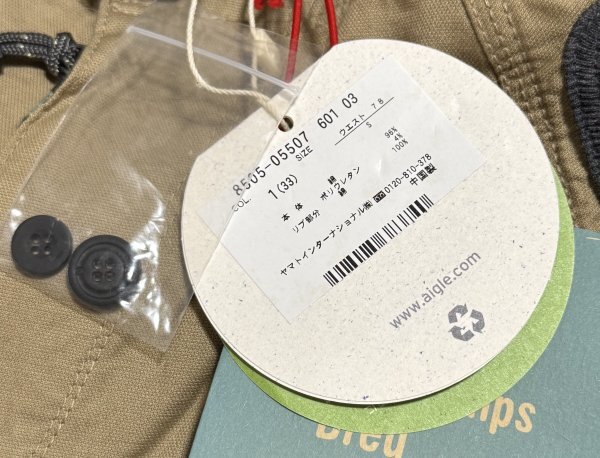 8505-05507 601 03
SIZE ウエスト 78
S
COL.
1(33)
本体 綿 96%
ポリウレタン 4%
リブ部分 綿 100%
ヤマトインターナショナル㈱ 0120-810-378
中国製
www.aigle.com